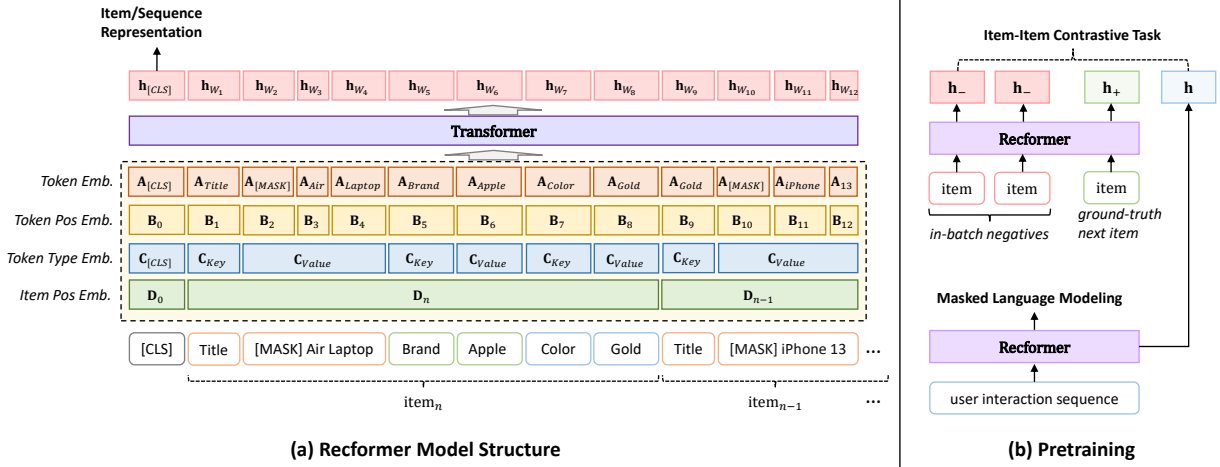 Item/Sequence
Representation
h[CLS] hW1 hW2 hW3 hW4 hW5 hW6 hW7 hW8 hW9 hW10 hW11 hW12
Transformer
Token Emb. A[CLS] ATitle A[MASK] AAir ALaptop ABrand AApple AColor AGold AGold A[MASK] AiPhone A13
Token Pos Emb. B0 B1 B2 B3 B4 B5 B6 B7 B8 B9 B10 B11 B12
Token Type Emb. C[CLS] CKey CValue CKey CValue CKey CValue CKey CValue
Item Pos Emb. D0 Dn Dn−1
[CLS] Title [MASK] Air Laptop Brand Apple Color Gold Title [MASK] iPhone 13 ...
itemn itemn−1 ...
(a) Recformer Model Structure
Item-Item Contrastive Task
h− h− h+ h
Recformer
item item item
in-batch negatives
ground-truth
next item
Masked Language Modeling
Recformer
user interaction sequence
(b) Pretraining